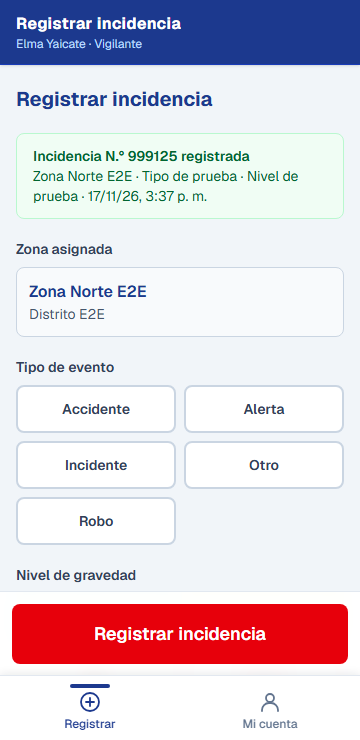 Registrar incidencia
Elma Yaicate · Vigilante
Registrar incidencia
Incidencia N.° 999125 registrada
Zona Norte E2E · Tipo de prueba · Nivel de
prueba · 17/11/26, 3:37 p. m.
Zona asignada
Zona Norte E2E
Distrito E2E
Tipo de evento
Accidente
Alerta
Incidente
Otro
Robo
Nivel de gravedad
Registrar incidencia
Registrar
Mi cuenta